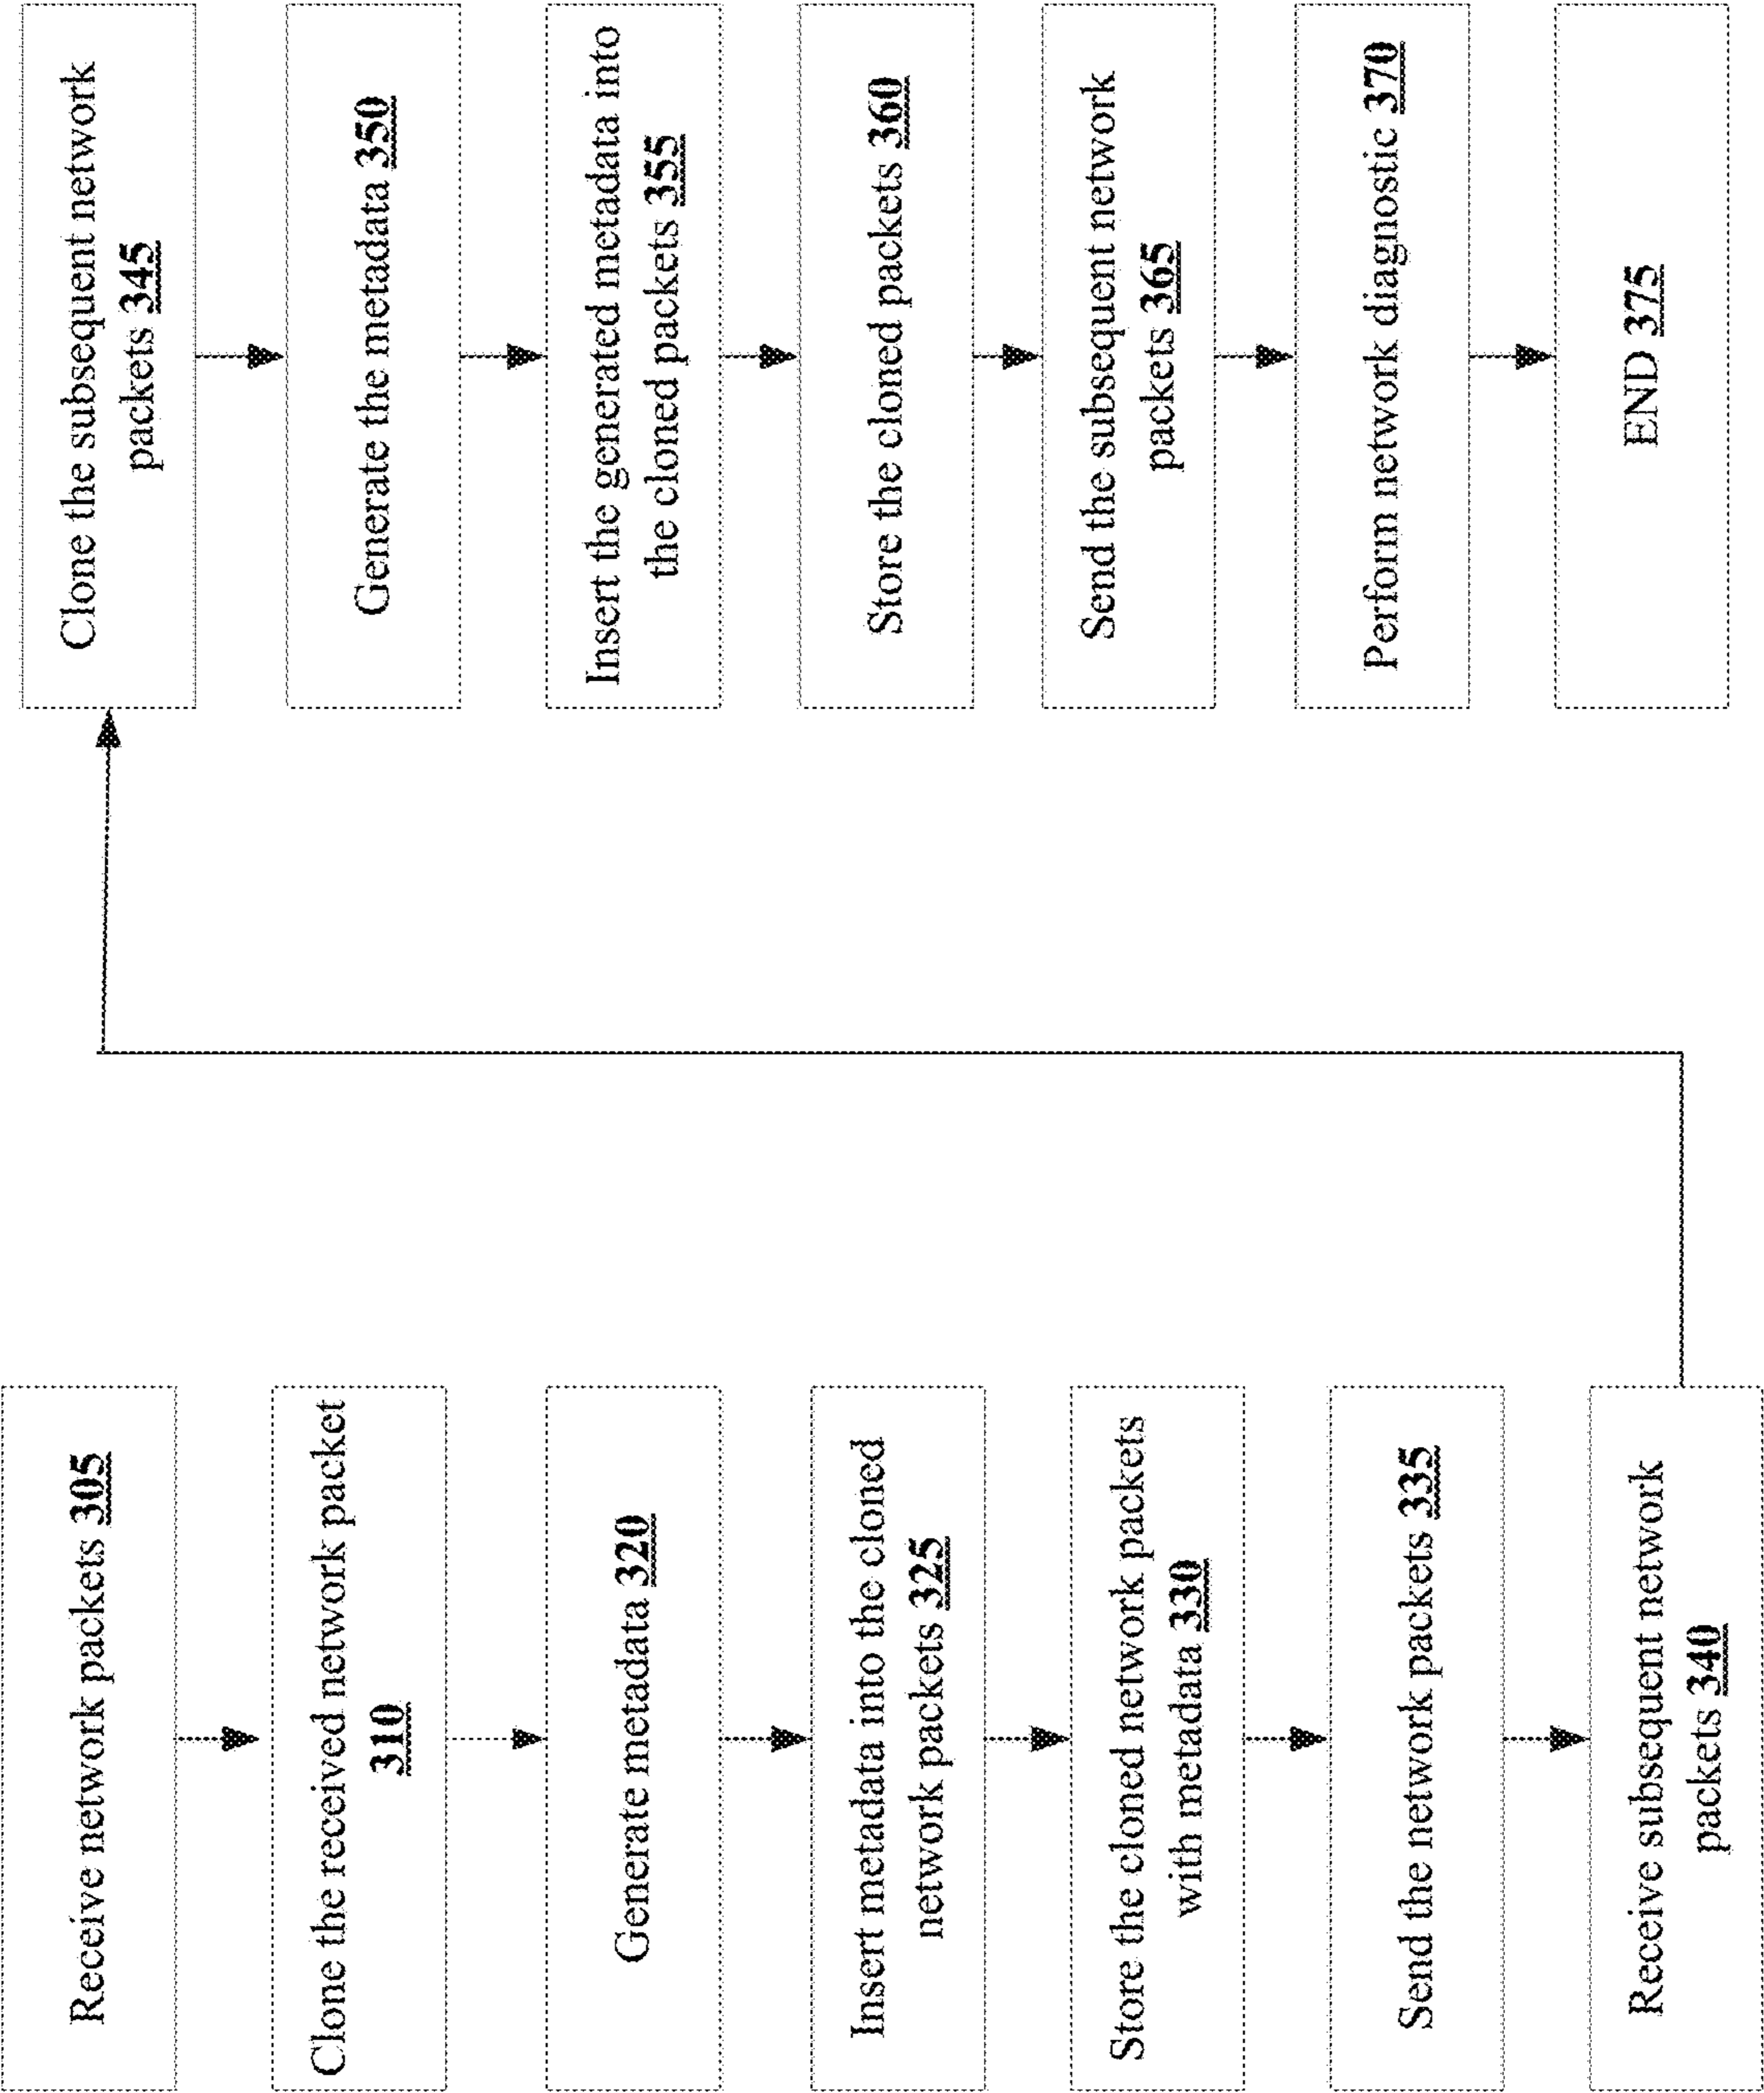 Receive network packets 305
Clone the received network packet
310
Generate metadata 320
Insert metadata into the cloned
network packets 325
Store the cloned network packets
with metadata 330
Send the network packets 335
Receive subsequent network
packets 340
Clone the subsequent network
packets 345
Generate the metadata 350
Insert the generated metadata into
the cloned packets 355
Store the cloned packets 360
Send the subsequent network
packets 365
Perform network diagnostic 370
END 375